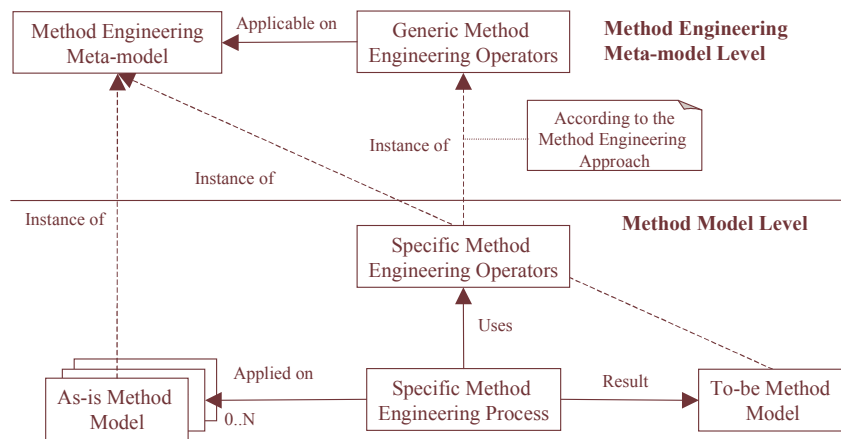 Method Engineering
Meta-model
Applicable on
Generic Method
Engineering Operators
Method Engineering
Meta-model Level
Instance of
According to the
Method Engineering
Approach
Instance of
Instance of
Method Model Level
Specific Method
Engineering Operators
Uses
As-is Method
Model
0..N
Applied on
Specific Method
Engineering Process
Result
To-be Method
Model